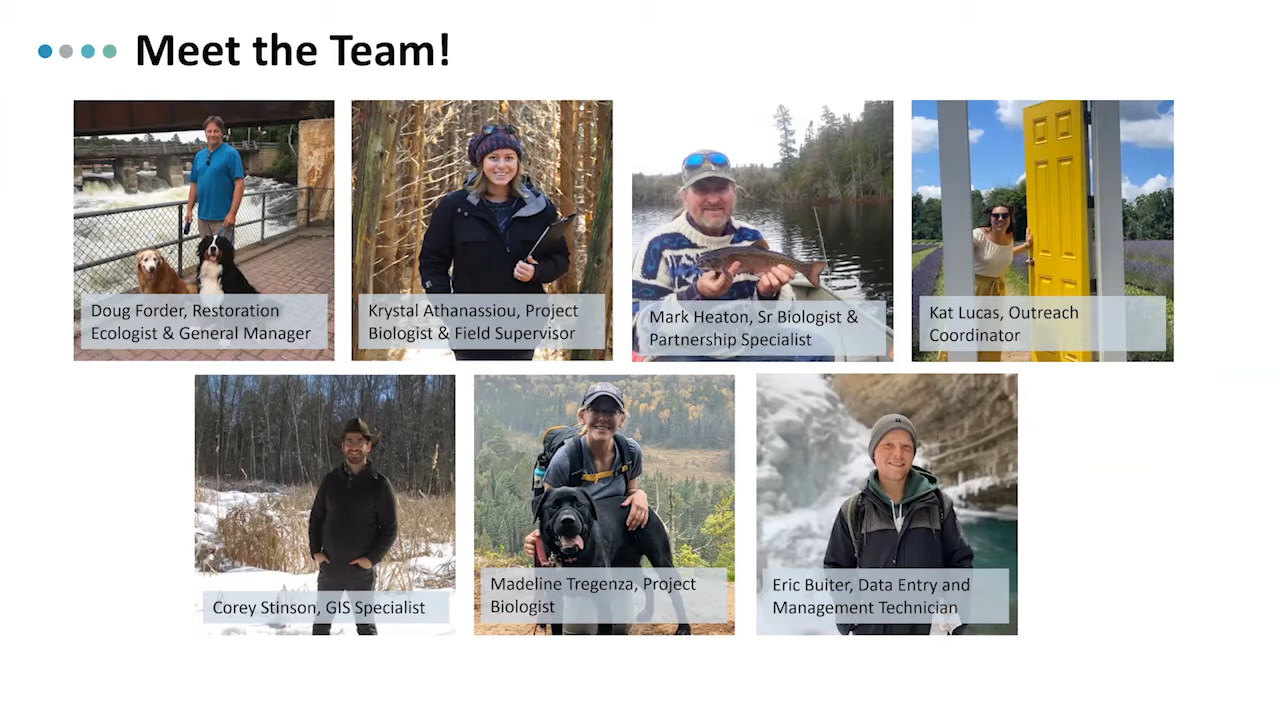 Meet the Team!
Doug Forder, Restoration
Ecologist & General Manager
Krystal Athanassiou, Project
Biologist & Field Supervisor
Mark Heaton, Sr Biologist &
Partnership Specialist
Kat Lucas, Outreach
Coordinator
Corey Stinson, GIS Specialist
Madeline Tregenza, Project
Biologist
Eric Buiter, Data Entry and
Management Technician